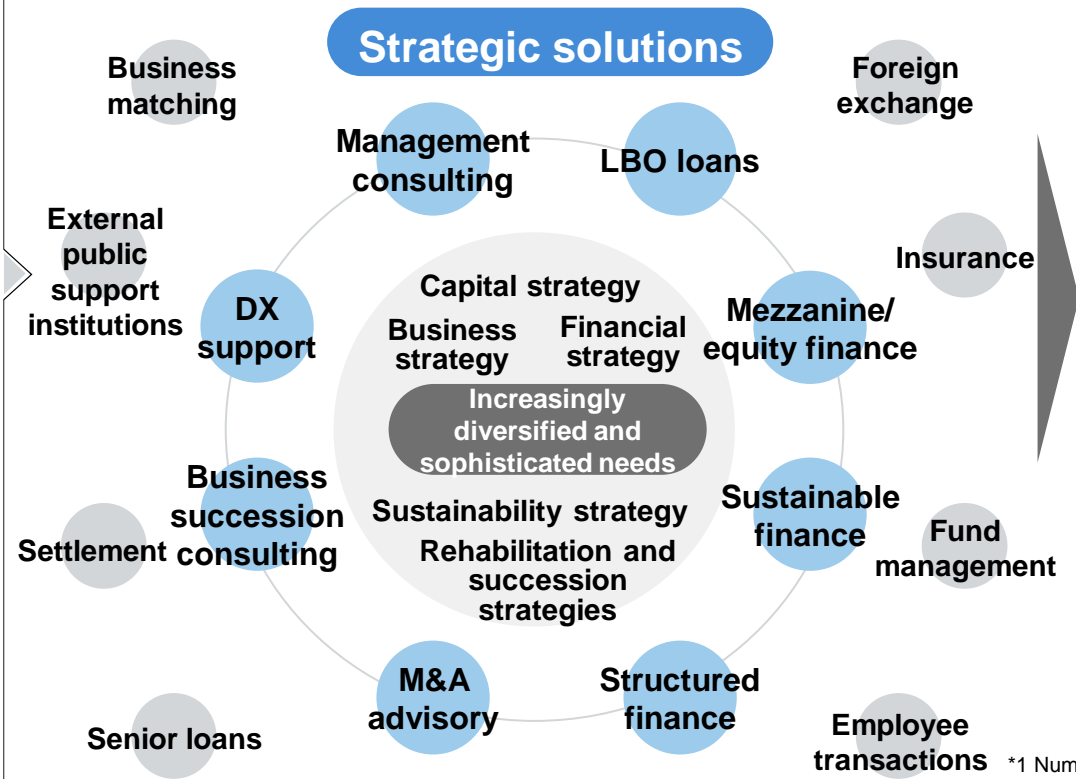 Strategic solutions
Business
matching
Foreign
exchange
Management
consulting
LBO loans
External
public
support
institutions
Insurance
DX
support
Capital strategy
Business
strategy
Financial
strategy
Mezzanine/
equity finance
Increasingly
diversified and
sophisticated needs
Business
succession
consulting
Sustainability strategy
Sustainable
finance
Settlement
Rehabilitation and
succession
strategies
Fund
management
M&A
advisory
Structured
finance
Senior loans
Employee
transactions
*1 Num